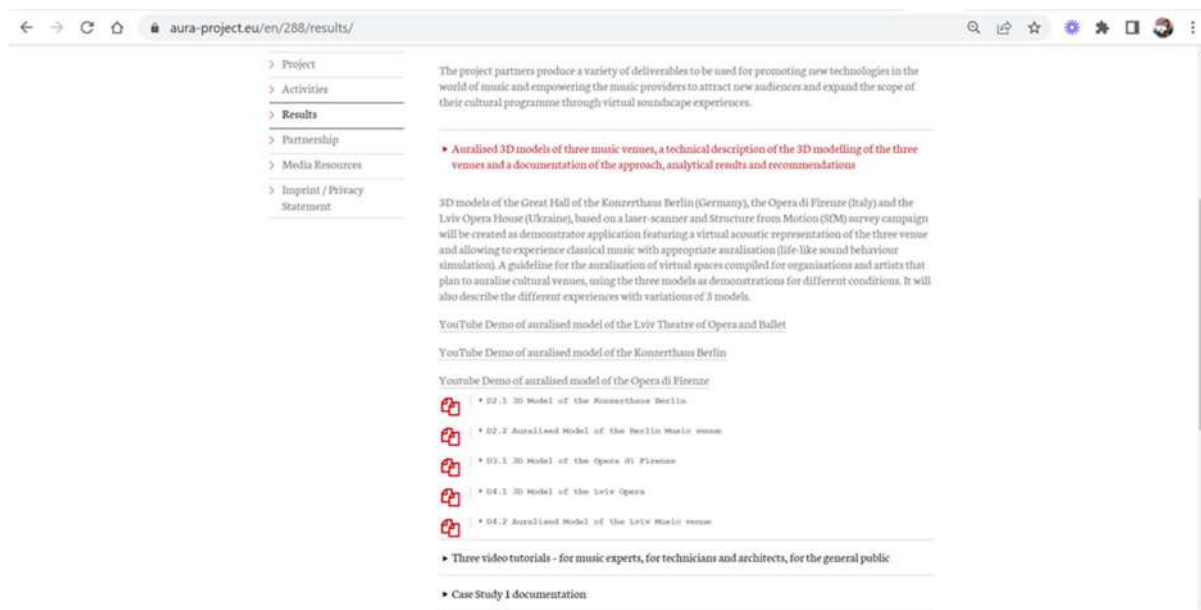 aura-project.eu/en/288/results/
> Project
> Activities
> Results
> Partnership
> Media Resources
> Imprint / Privacy
Statement
The project partners produce a variety of deliverables to be used for promoting new technologies in the
world of music and empowering the music providers to attract new audiences and expand the scope of
their cultural programme through virtual soundscape experiences.
▸ Auralised 3D models of three music venues, a technical description of the 3D modelling of the three
venues and a documentation of the approach, analytical results and recommendations
3D models of the Great Hall of the Konzerthaus Berlin (Germany), the Opera di Firenze (Italy) and the
Lviv Opera House (Ukraine), based on a laser-scanner and Structure from Motion (SfM) survey campaign
will be created as demonstrator application featuring a virtual acoustic representation of the three venue
and allowing to experience classical music with appropriate auralisation (life-like sound behaviour
simulation). A guideline for the auralisation of virtual spaces compiled for organisations and artists that
plan to auralise cultural venues, using the three models as demonstrations for different conditions. It will
also describe the different experiences with variations of 3 models.
YouTube Demo of auralised model of the Lviv Theatre of Opera and Ballet
YouTube Demo of auralised model of the Konzerthaus Berlin
Youtube Demo of auralised model of the Opera di Firenze
• D2.1 3D Model of the Konzerthaus Berlin
• D2.2 Auralised Model of the Berlin Music venue
• D3.1 3D Model of the Opera di Firenze
• D4.1 3D Model of the Lviv Opera
• D4.2 Auralised Model of the Lviv Music venue
▸ Three video tutorials – for music experts, for technicians and architects, for the general public
▸ Case Study 1 documentation